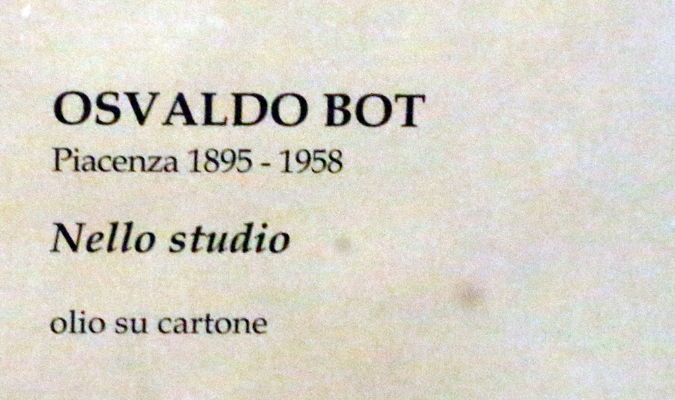 OSVALDO BOT
Piacenza 1895 - 1958
Nello studio
olio su cartone